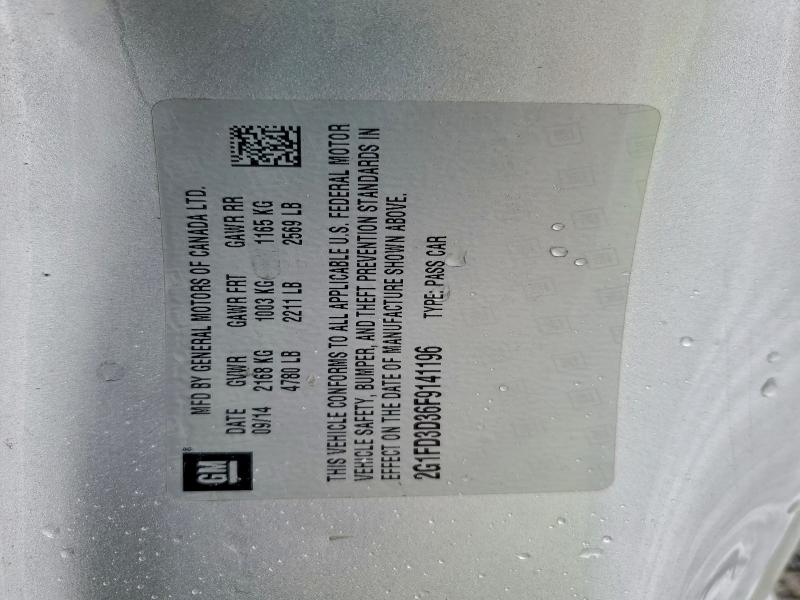 GM
®
MFD BY GENERAL MOTORS OF CANADA LTD.
DATE GVWR GAWR FRT GAWR RR
09/14 2168 KG 1003 KG 1165 KG
4780 LB 2211 LB 2569 LB
THIS VEHICLE CONFORMS TO ALL APPLICABLE U.S. FEDERAL MOTOR
VEHICLE SAFETY, BUMPER, AND THEFT PREVENTION STANDARDS IN
EFFECT ON THE DATE OF MANUFACTURE SHOWN ABOVE.
2G1FD3D36F9141196 TYPE: PASS CAR